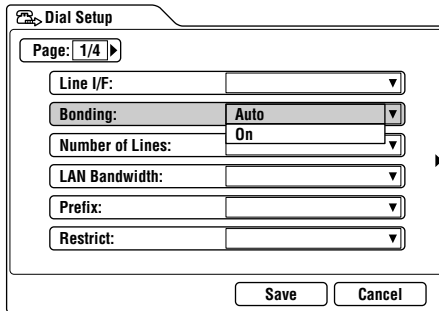 Dial Setup
Page: 1/4
Line I/F:
Bonding: Auto
On
Number of Lines:
LAN Bandwidth:
Prefix:
Restrict:
Save Cancel